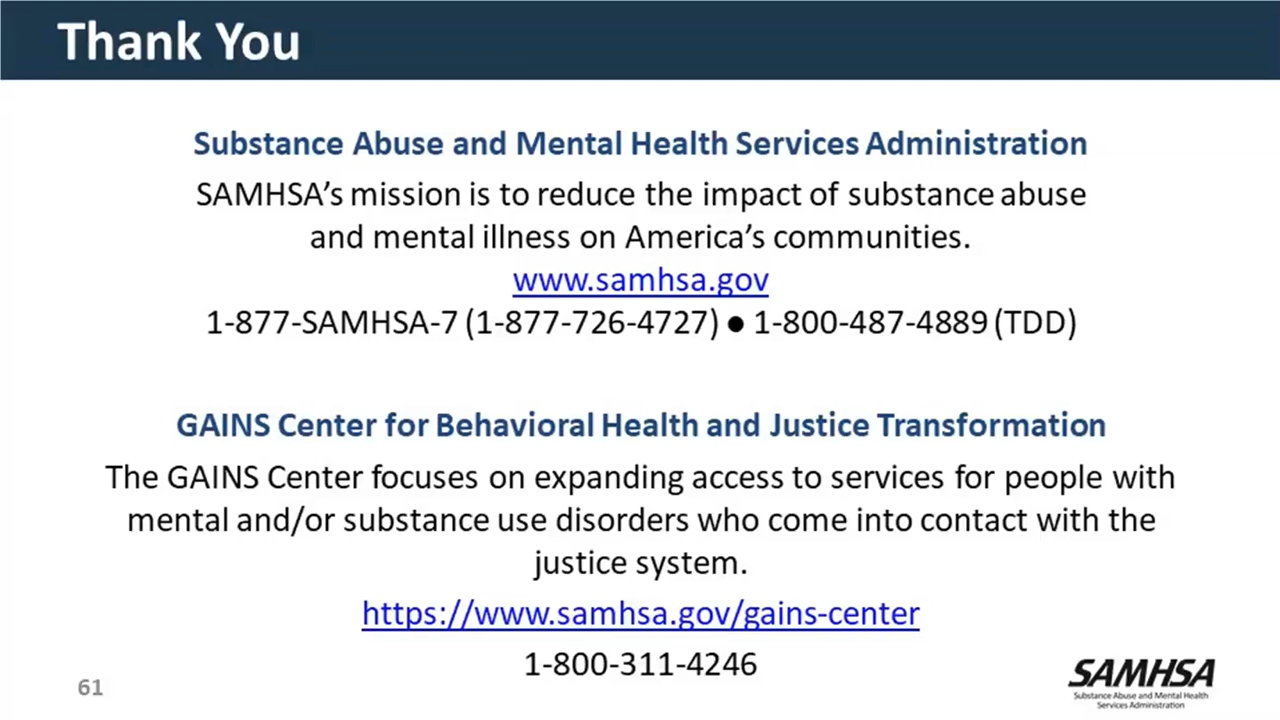 Thank You
Substance Abuse and Mental Health Services Administration
SAMHSA’s mission is to reduce the impact of substance abuse
and mental illness on America’s communities.
www.samhsa.gov
1-877-SAMHSA-7 (1-877-726-4727) ● 1-800-487-4889 (TDD)
GAINS Center for Behavioral Health and Justice Transformation
The GAINS Center focuses on expanding access to services for people with
mental and/or substance use disorders who come into contact with the
justice system.
https://www.samhsa.gov/gains-center
1-800-311-4246
61
SAMHSA
Substance Abuse and Mental Health
Services Administration